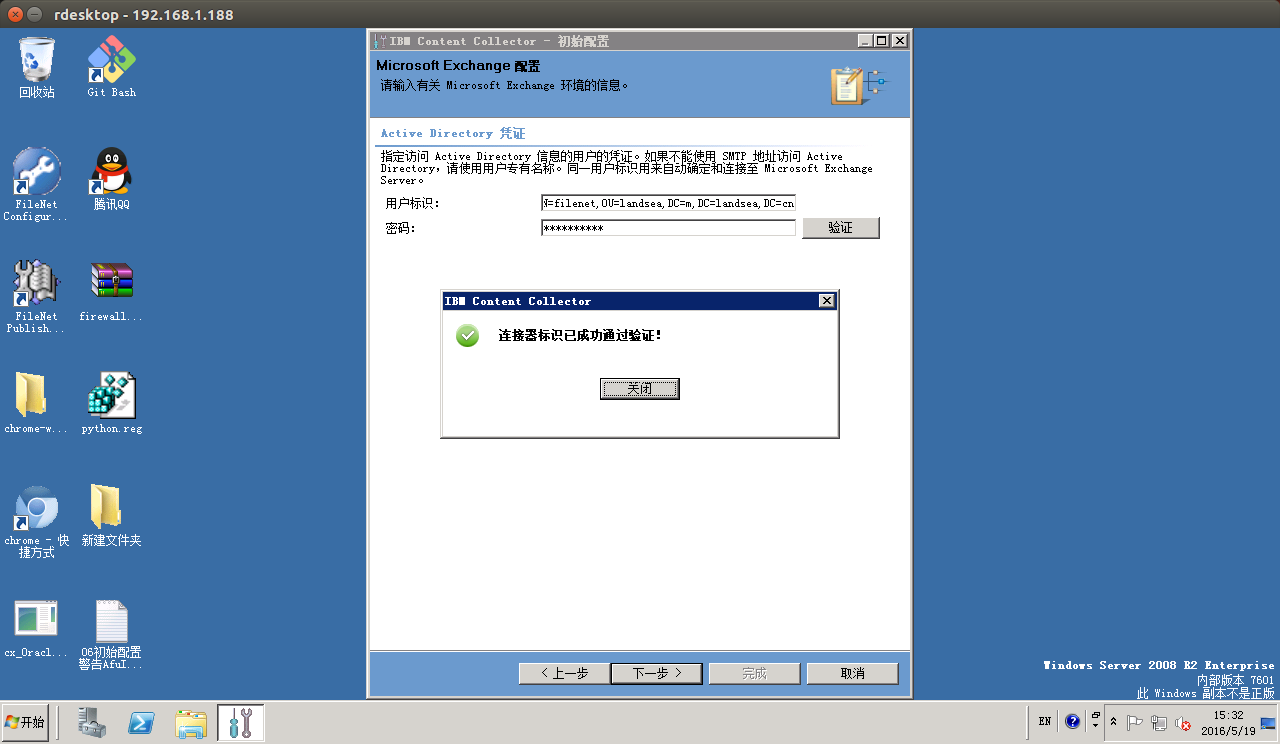 rdesktop - 192.168.1.188
回收站
Git Bash
FileNet
Configur...
腾讯QQ
FileNet
Publish...
firewall...
chrome-w...
python.reg
chrome - 快
捷方式
新建文件夹
cx_Oracl...
06初始配置
警告AfuI...
IBM Content Collector - 初始配置
Microsoft Exchange 配置
请输入有关 Microsoft Exchange 环境的信息。
Active Directory 凭证
指定访问 Active Directory 信息的用户的凭证。如果不能使用 SMTP 地址访问 Active
Directory，请使用用户专有名称。同一用户标识用来自动确定和连接至 Microsoft Exchange
Server。
用户标识：
N=filenet,OU=landsea,DC=m,DC=landsea,DC=cn
密码：
**********
验证
IBM Content Collector
连接器标识已成功通过验证！
关闭
< 上一步
下一步 >
完成
取消
Windows Server 2008 R2 Enterprise
内部版本 7601
此 Windows 副本不是正版
开始
EN
15:32
2016/5/19